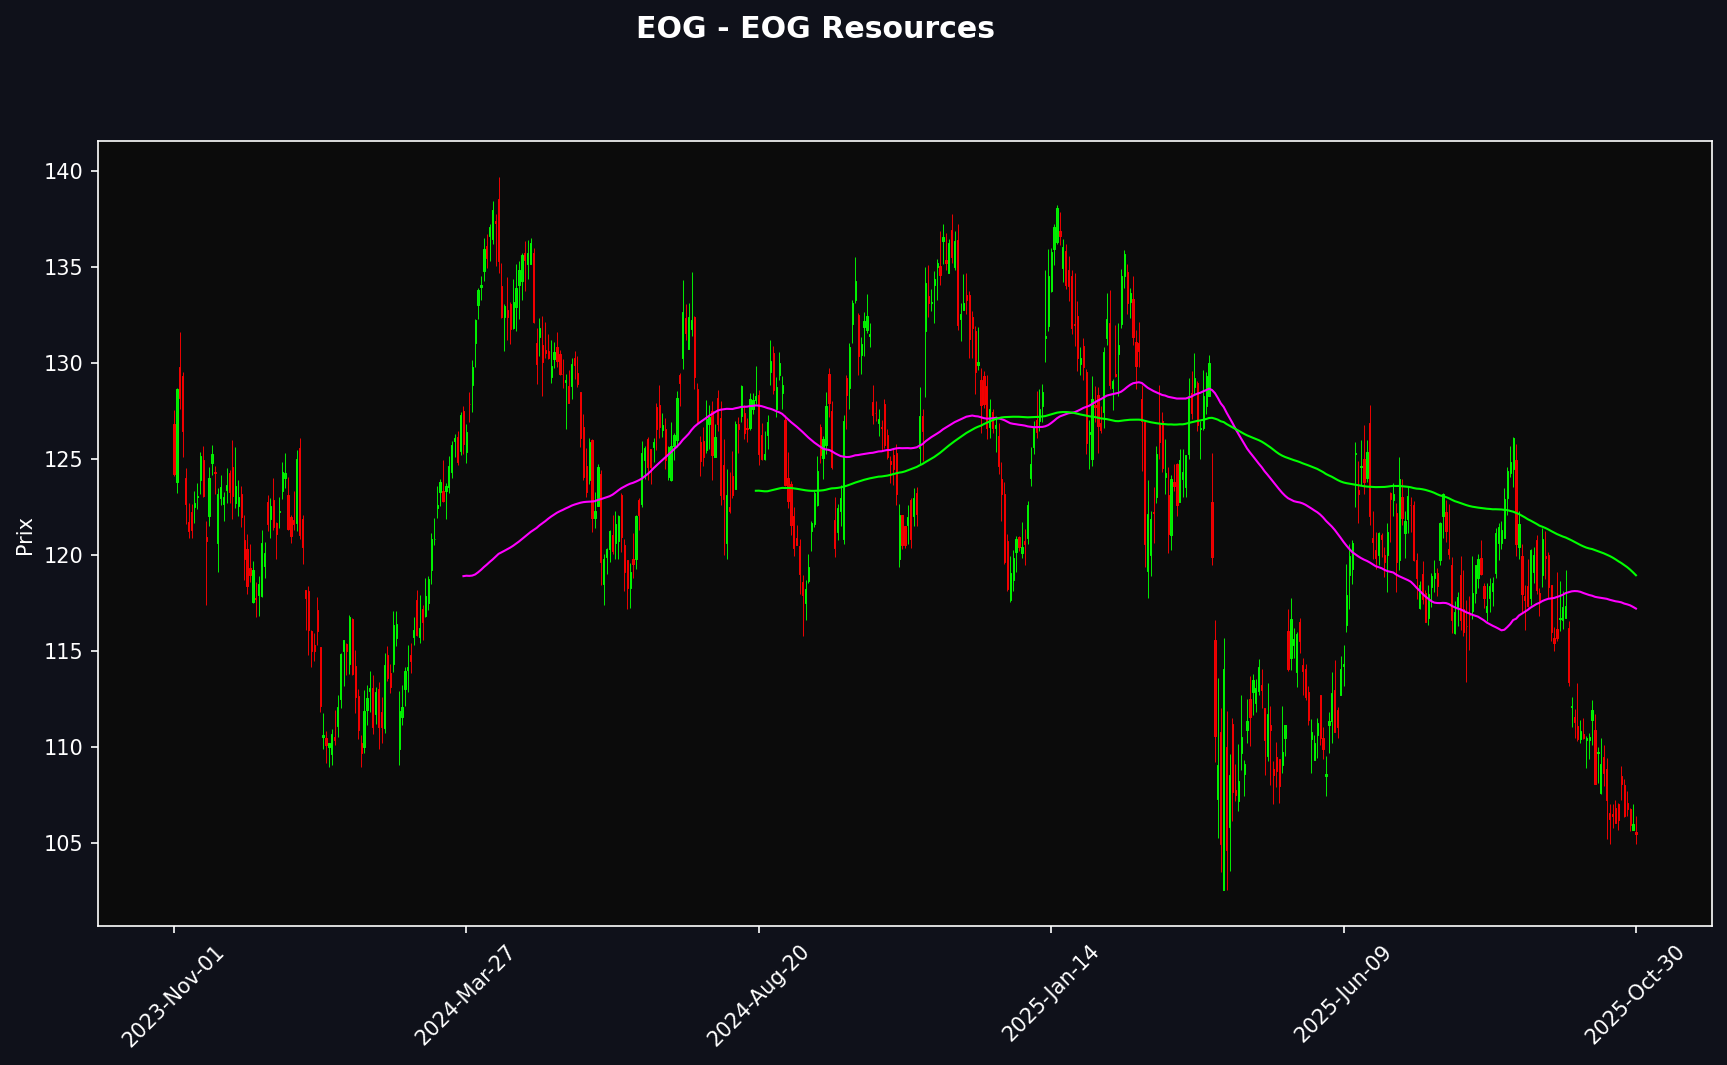 EOG - EOG Resources
Prix
140
135
130
125
120
115
110
105
2023-Nov-01
2024-Mar-27
2024-Aug-20
2025-Jan-14
2025-Jun-09
2025-Oct-30